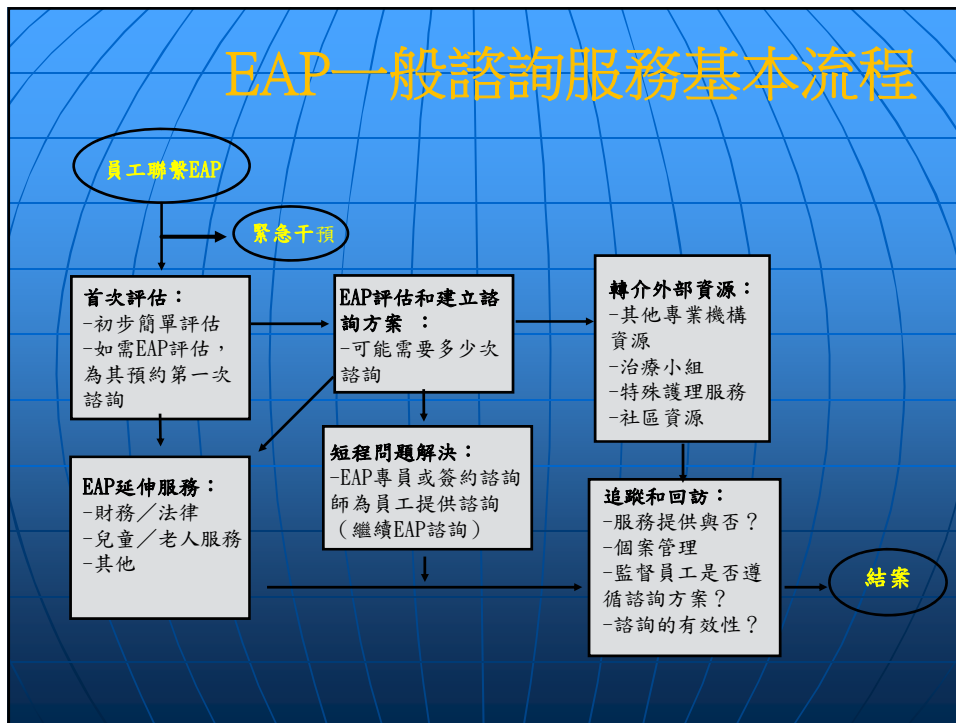 EAP一般諮詢服務基本流程
員工聯繫EAP
緊急干預
首次評估：
-初步簡單評估
-如需EAP評估，
為其預約第一次
諮詢
EAP評估和建立諮
詢方案 ：
-可能需要多少次
諮詢
轉介外部資源：
-其他專業機構
資源
-治療小組
-特殊護理服務
-社區資源
EAP延伸服務：
-財務／法律
-兒童／老人服務
-其他
短程問題解決：
-EAP專員或簽約諮詢
師為員工提供諮詢
（繼續EAP諮詢）
追蹤和回訪：
-服務提供與否？
-個案管理
-監督員工是否遵
循諮詢方案？
-諮詢的有效性？
結案